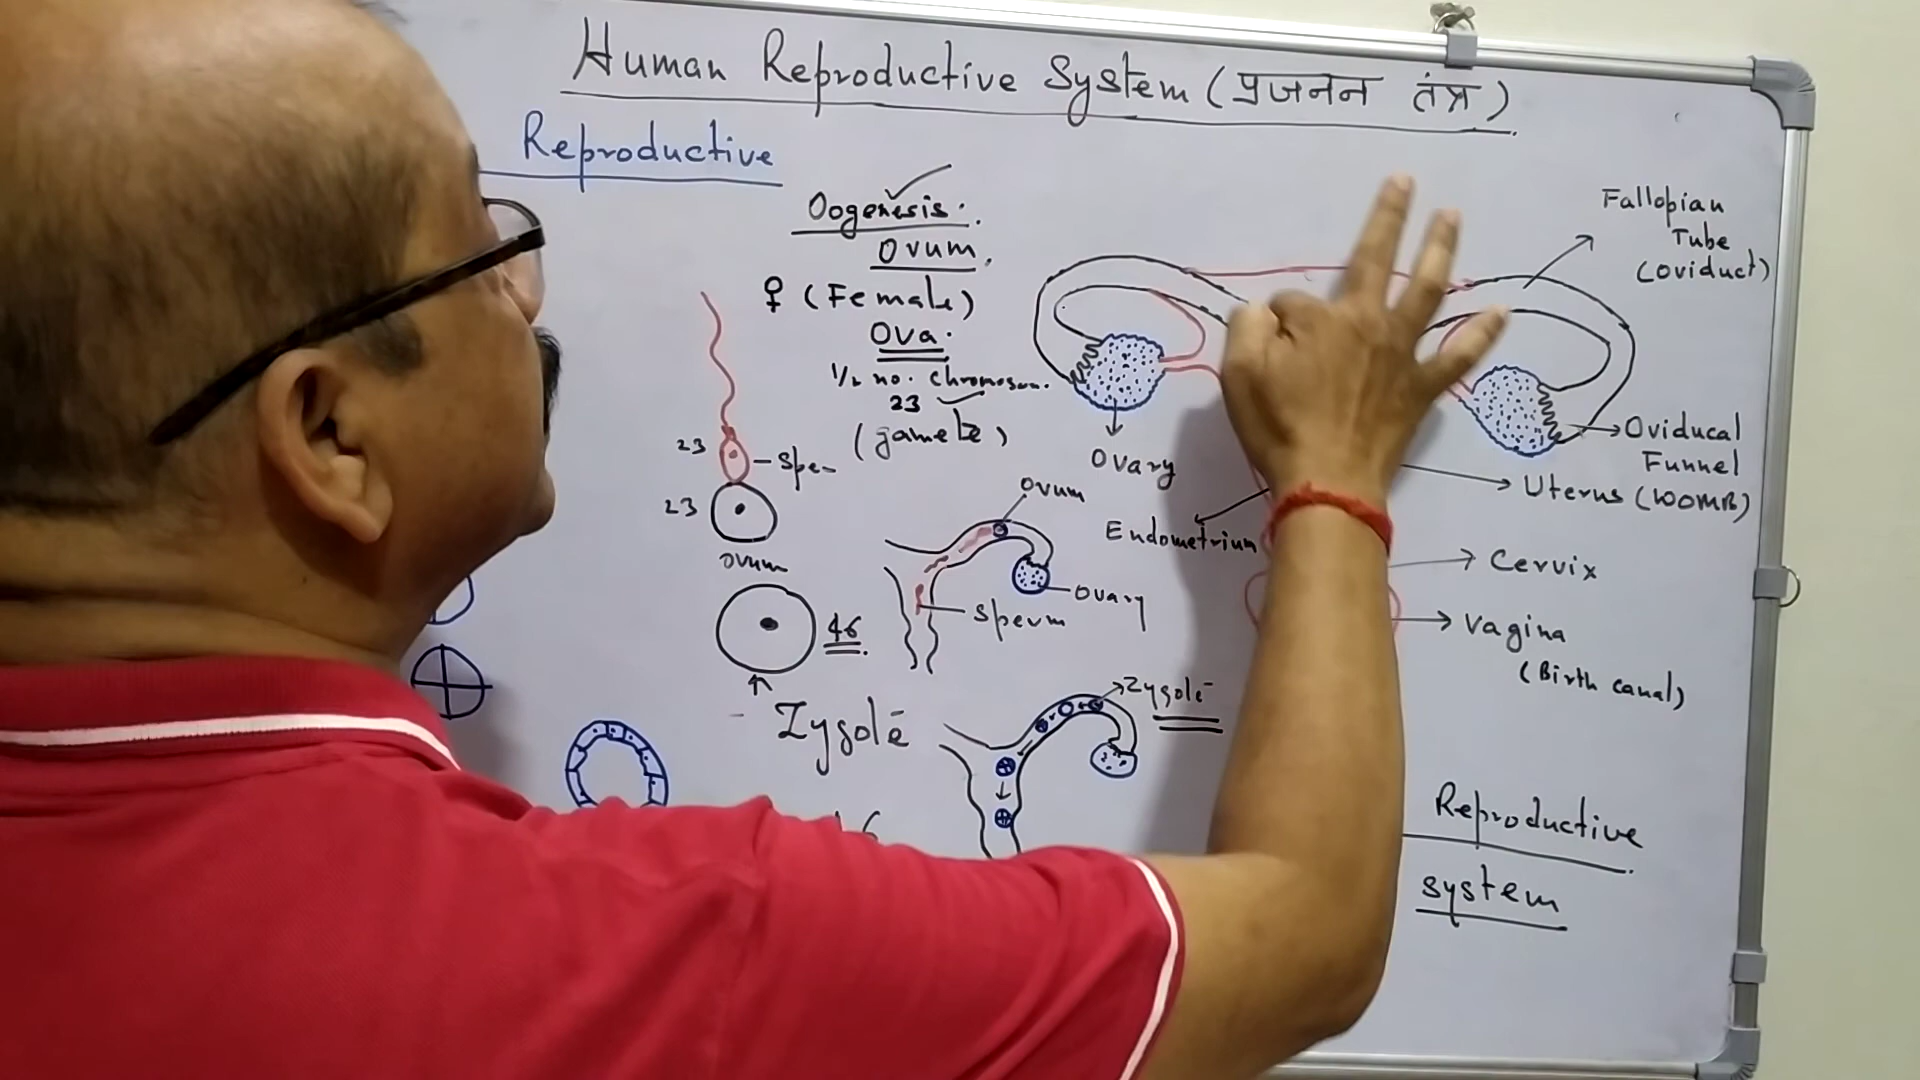 Human Reproductive System (प्रजनन तंत्र)
Reproductive
Oogenesis.
Ovum.
♀ (Female)
Ova.
1/2 no. chromosom.
23
(gamete)
23
Spe
23
ovum
46
Zygote
ovum
ovary
Sperm
Zygote
Fallopian
Tube
(oviduct)
Ovary
Oviducal
Funnel
Uterus (WOMB)
Endometrium
Cervix
Vagina
(Birth canal)
Reproductive
system